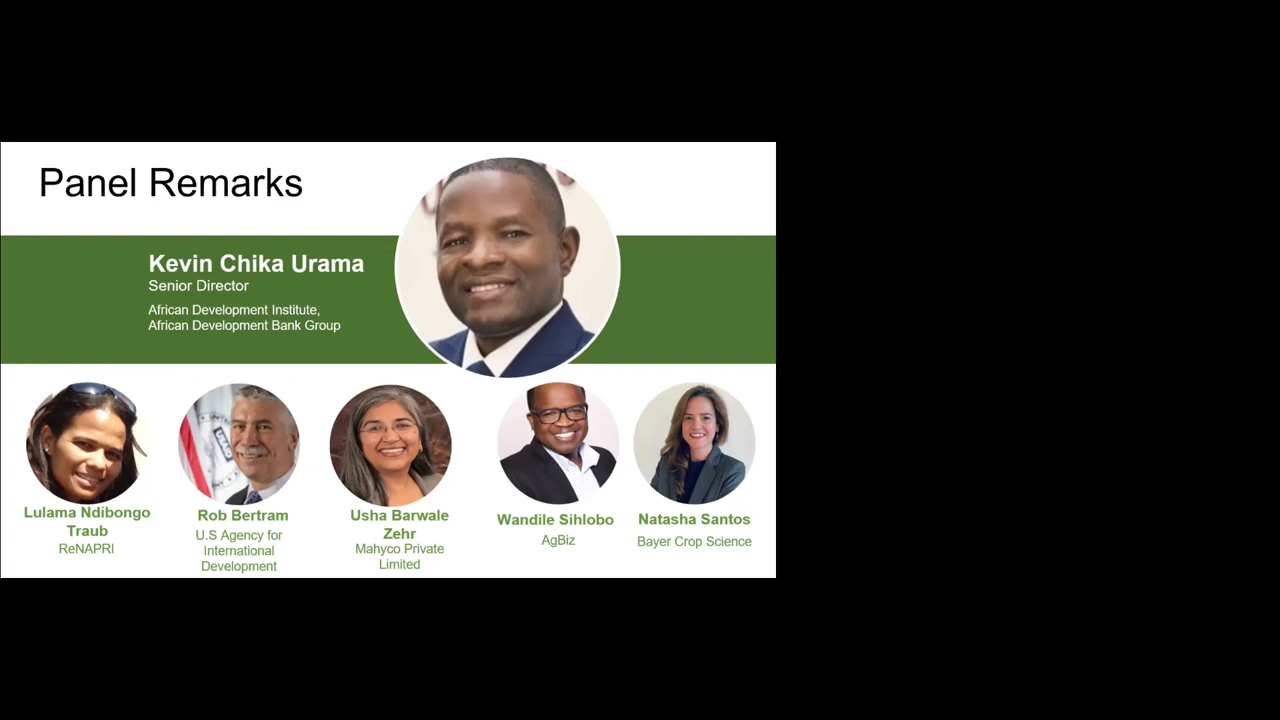 Panel Remarks
Kevin Chika Urama
Senior Director
African Development Institute,
African Development Bank Group
Lulama Ndibongo
Traub
ReNAPRI
Rob Bertram
U.S Agency for
International
Development
Usha Barwale
Zehr
Mahyco Private
Limited
Wandile Sihlobo
AgBiz
Natasha Santos
Bayer Crop Science